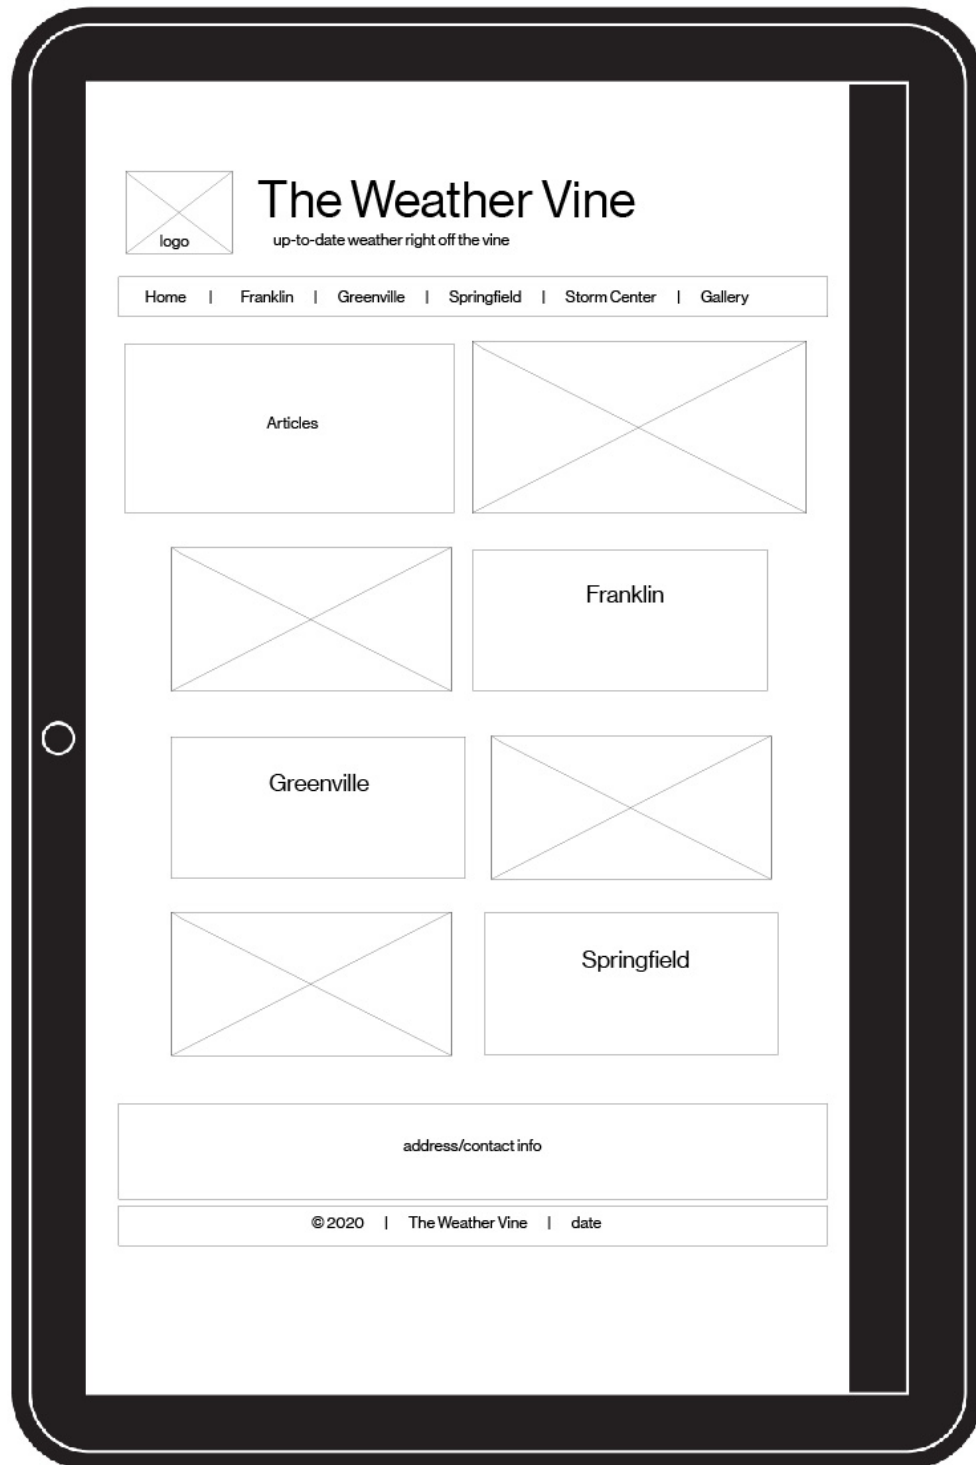 The Weather Vine
logo
up-to-date weather right off the vine
Home | Franklin | Greenville | Springfield | Storm Center | Gallery
Articles
Franklin
Greenville
Springfield
address/contact info
© 2020 | The Weather Vine | date